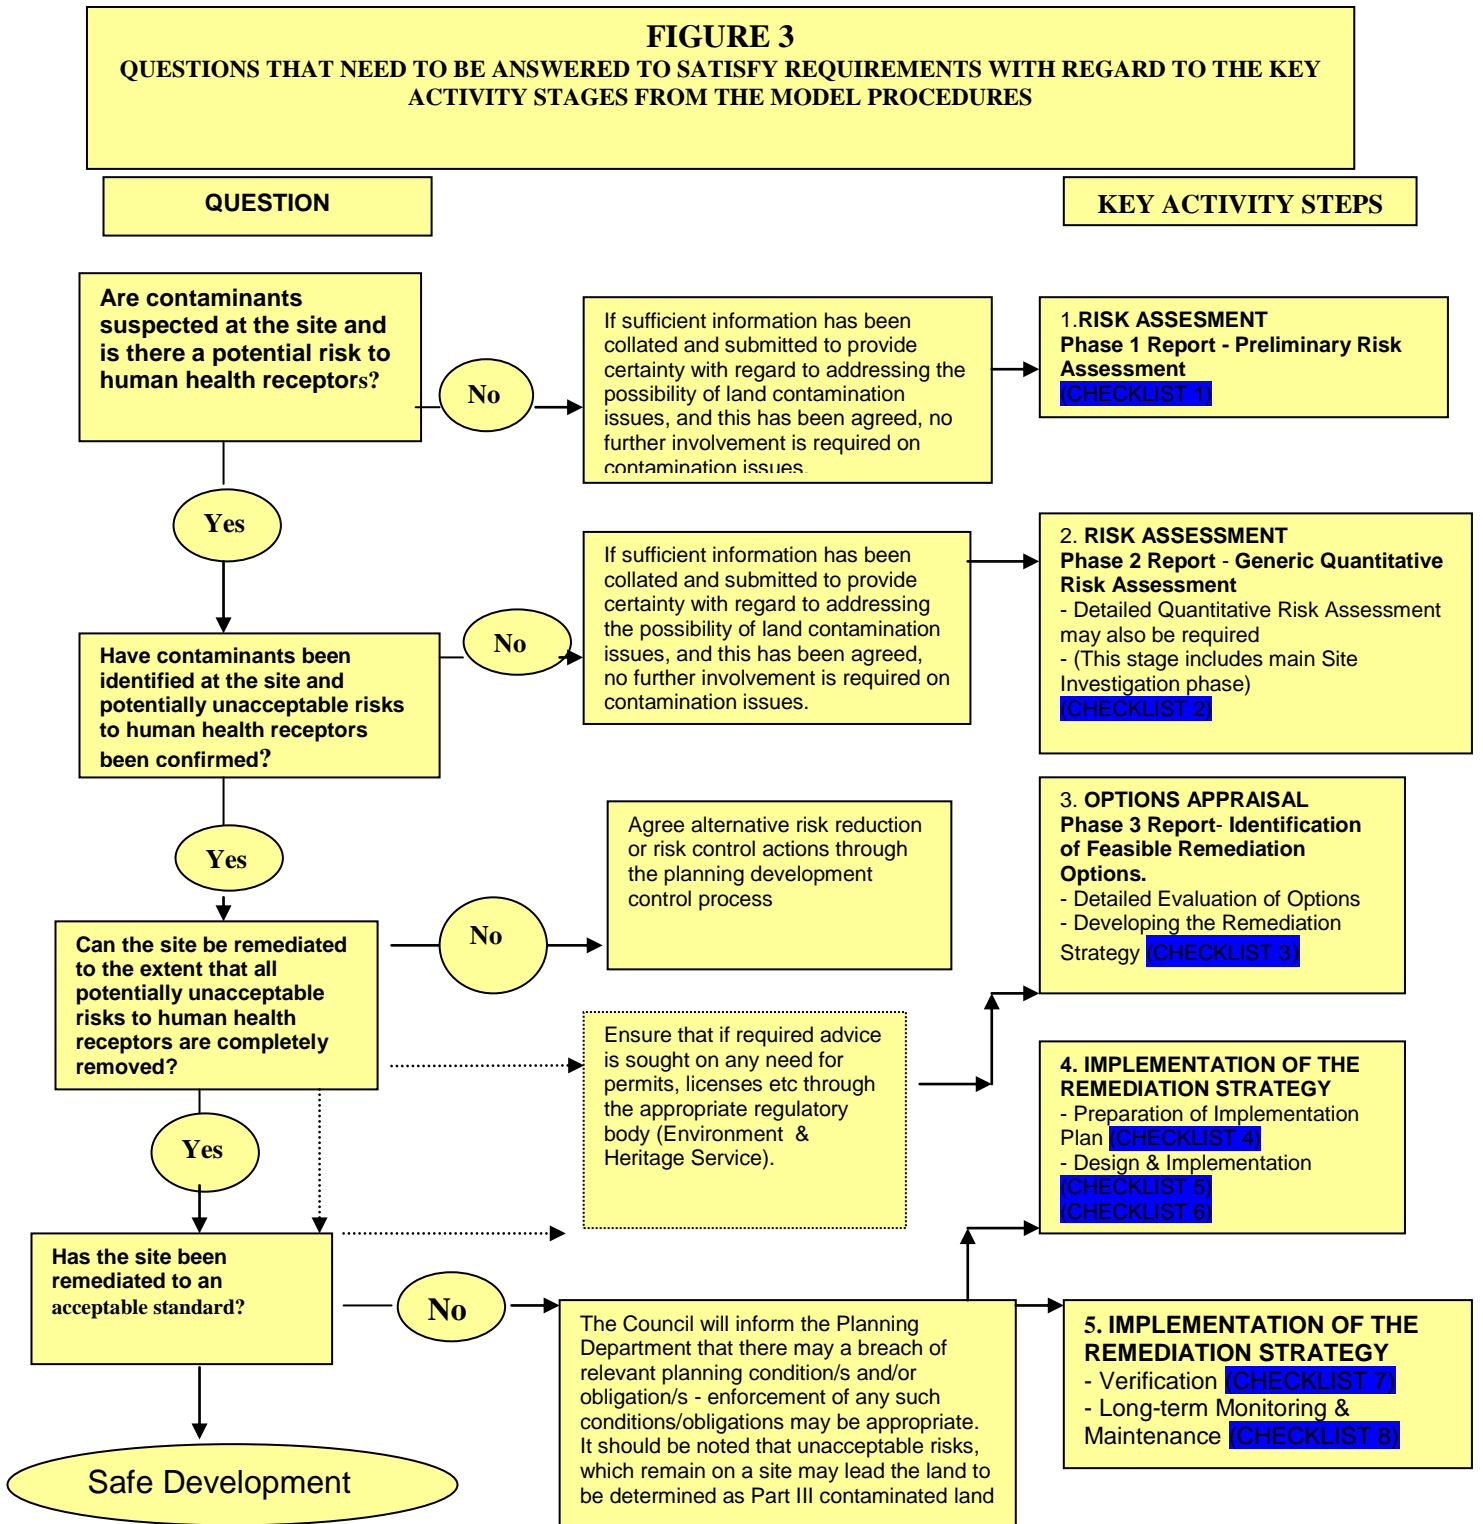 FIGURE 3
QUESTIONS THAT NEED TO BE ANSWERED TO SATISFY REQUIREMENTS WITH REGARD TO THE KEY
ACTIVITY STAGES FROM THE MODEL PROCEDURES
QUESTION
KEY ACTIVITY STEPS
Are contaminants
suspected at the site and
is there a potential risk to
human health receptors?
No
If sufficient information has been
collated and submitted to provide
certainty with regard to addressing the
possibility of land contamination
issues, and this has been agreed, no
further involvement is required on
contamination issues.
1.RISK ASSESMENT
Phase 1 Report - Preliminary Risk
Assessment
(CHECKLIST 1)
Yes
Have contaminants been
identified at the site and
potentially unacceptable risks
to human health receptors
been confirmed?
No
If sufficient information has been
collated and submitted to provide
certainty with regard to addressing
the possibility of land contamination
issues, and this has been agreed,
no further involvement is required on
contamination issues.
2. RISK ASSESSMENT
Phase 2 Report - Generic Quantitative
Risk Assessment
- Detailed Quantitative Risk Assessment
may also be required
- (This stage includes main Site
Investigation phase)
(CHECKLIST 2)
Yes
Can the site be remediated
to the extent that all
potentially unacceptable
risks to human health
receptors are completely
removed?
No
Agree alternative risk reduction
or risk control actions through
the planning development
control process
3. OPTIONS APPRAISAL
Phase 3 Report- Identification
of Feasible Remediation
Options.
- Detailed Evaluation of Options
- Developing the Remediation
Strategy (CHECKLIST 3)
Ensure that if required advice
is sought on any need for
permits, licenses etc through
the appropriate regulatory
body (Environment &
Heritage Service).
4. IMPLEMENTATION OF THE
REMEDIATION STRATEGY
- Preparation of Implementation
Plan (CHECKLIST 4)
- Design & Implementation
(CHECKLIST 5)
(CHECKLIST 6)
Yes
Has the site been
remediated to an
acceptable standard?
No
The Council will inform the Planning
Department that there may a breach of
relevant planning condition/s and/or
obligation/s - enforcement of any such
conditions/obligations may be appropriate.
It should be noted that unacceptable risks,
which remain on a site may lead the land to
be determined as Part III contaminated land
5. IMPLEMENTATION OF THE
REMEDIATION STRATEGY
- Verification (CHECKLIST 7)
- Long-term Monitoring &
Maintenance (CHECKLIST 8)
Safe Development